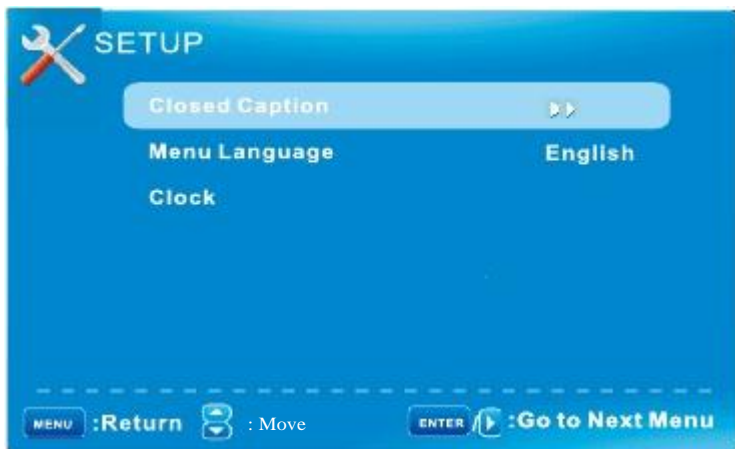 SETUP
Closed Caption
Menu Language English
Clock
MENU :Return : Move ENTER / :Go to Next Menu